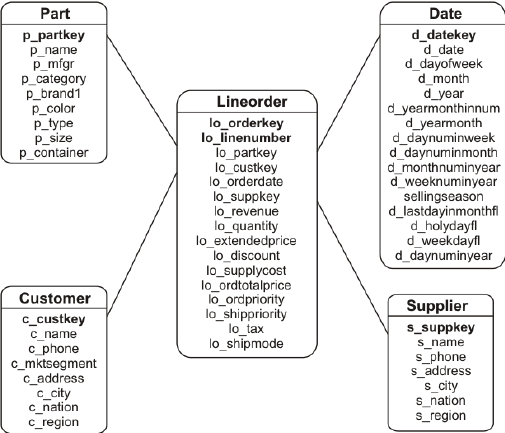 Part
p_partkey
p_name
p_mfgr
p_category
p_brand1
p_color
p_type
p_size
p_container
Date
d_datekey
d_date
d_dayofweek
d_month
d_year
d_yearmonthinnum
d_yearmonth
d_daynuminweek
d_daynuminmonth
d_monthnuminyear
d_weeknuminyear
sellingseason
d_lastdayinmonthfl
d_holydayfl
d_weekdayfl
d_daynuminyear
Lineorder
lo_orderkey
lo_linenumber
lo_partkey
lo_custkey
lo_orderdate
lo_suppkey
lo_revenue
lo_quantity
lo_extendedprice
lo_discount
lo_supplycost
lo_ordtotalprice
lo_ordpriority
lo_shippriority
lo_tax
lo_shipmode
Customer
c_custkey
c_name
c_phone
c_mktsegment
c_address
c_city
c_nation
c_region
Supplier
s_suppkey
s_name
s_phone
s_address
s_city
s_nation
s_region